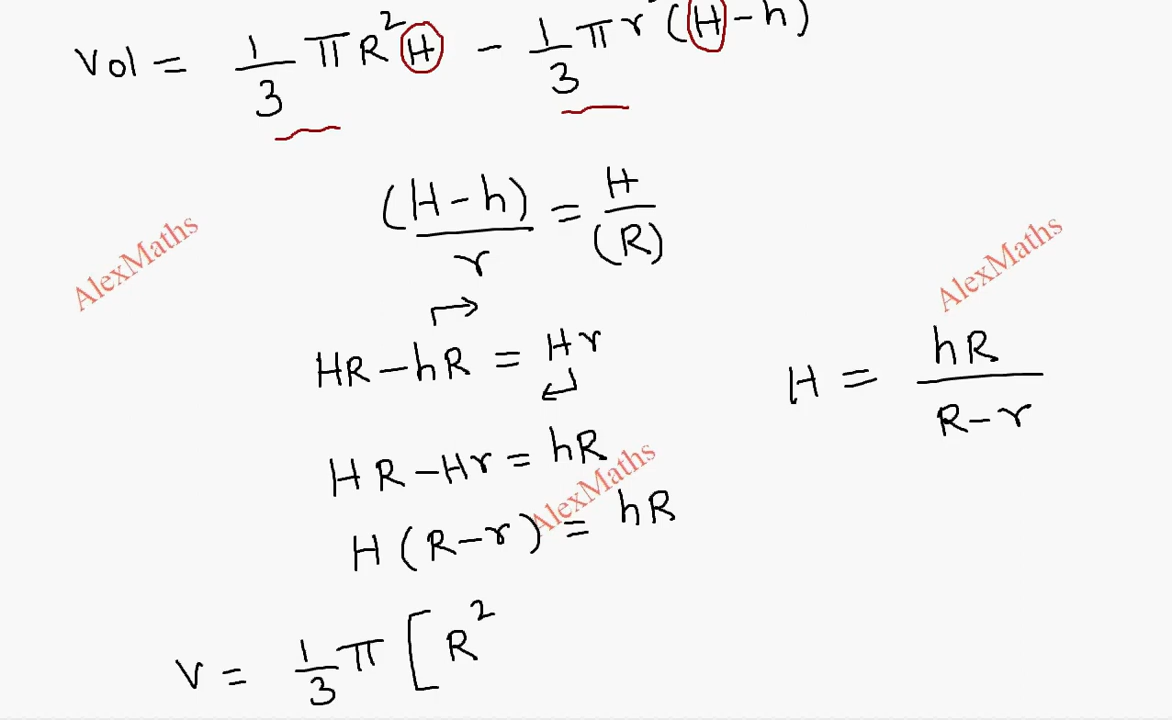 Vol = 1/3 πR²H - 1/3 πr²(H-h)
(H-h)/r = H/(R)
AlexMaths
AlexMaths
HR-hR = Hr
H = hR/R-r
HR-Hr = hR
AlexMaths
H(R-r) = hR
V = 1/3 π [R²